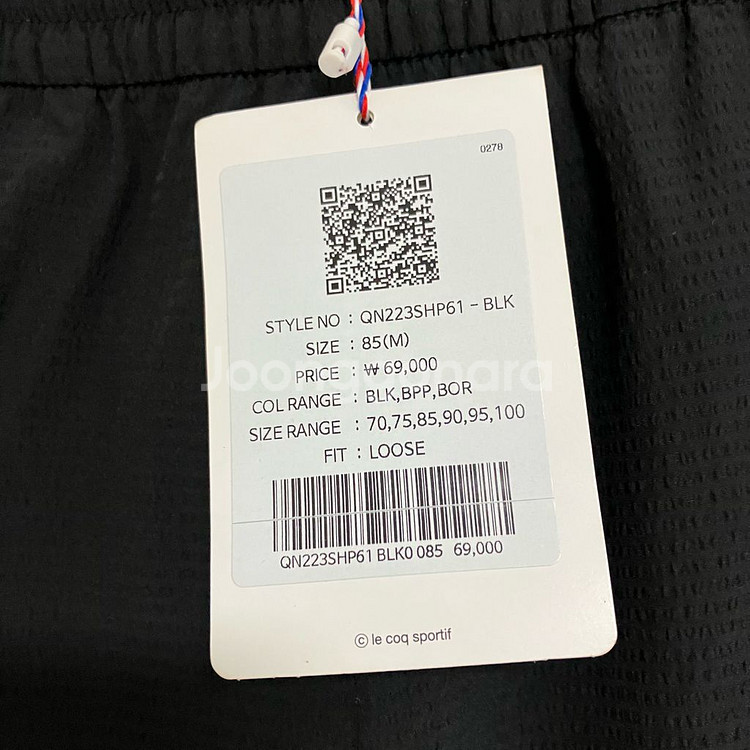 0278
STYLE NO : QN223SHP61 - BLK
SIZE : 85(M)
PRICE : ₩ 69,000
Joonggonara
COL RANGE : BLK,BPP,BOR
SIZE RANGE : 70,75,85,90,95,100
FIT : LOOSE
QN223SHP61 BLK0 085 69,000
© le coq sportif